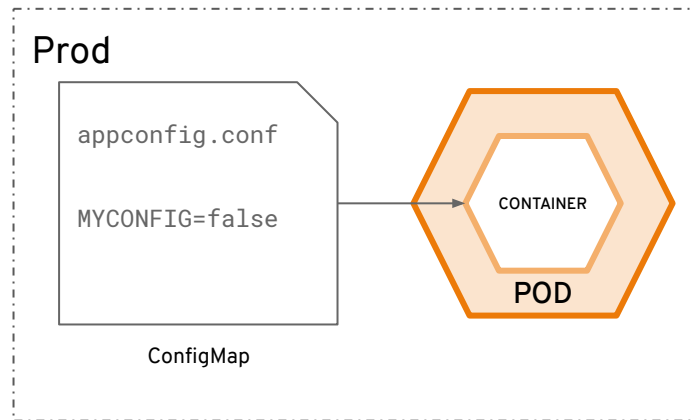 Prod
appconfig.conf
MYCONFIG=false
ConfigMap
CONTAINER
POD